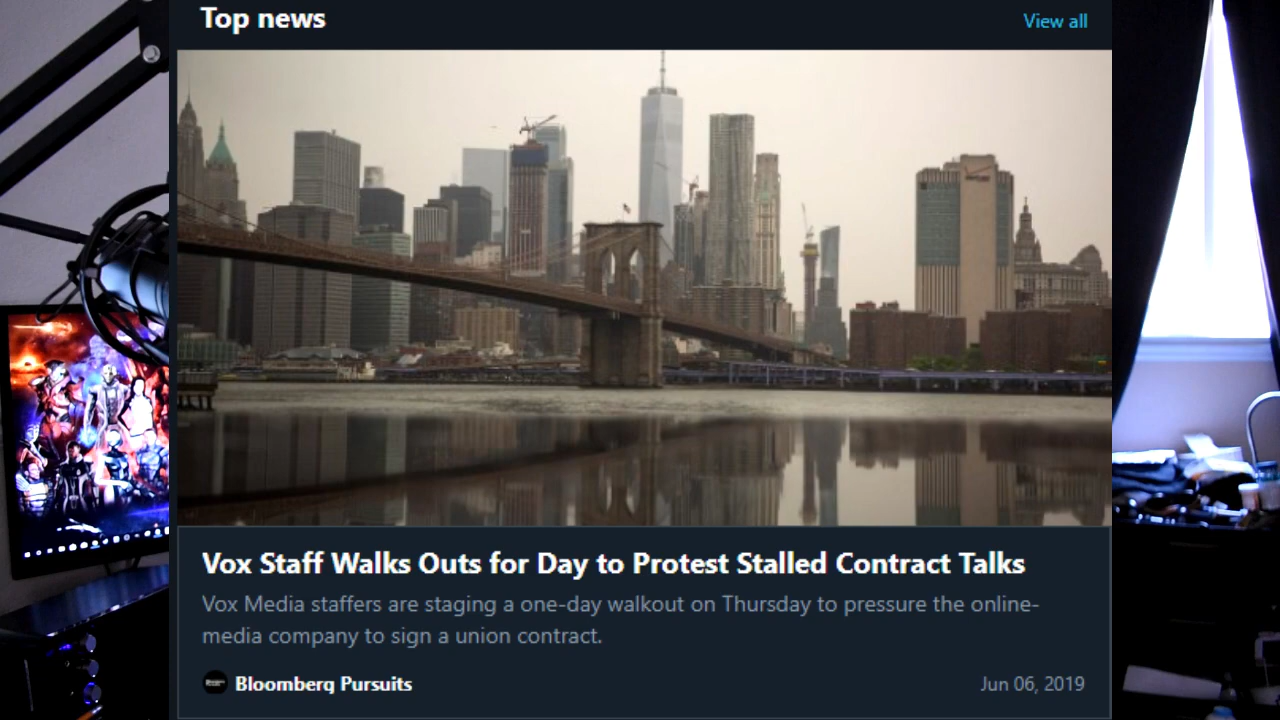 Top news
View all
Vox Staff Walks Outs for Day to Protest Stalled Contract Talks
Vox Media staffers are staging a one-day walkout on Thursday to pressure the online-
media company to sign a union contract.
Bloomberg Pursuits
Jun 06, 2019